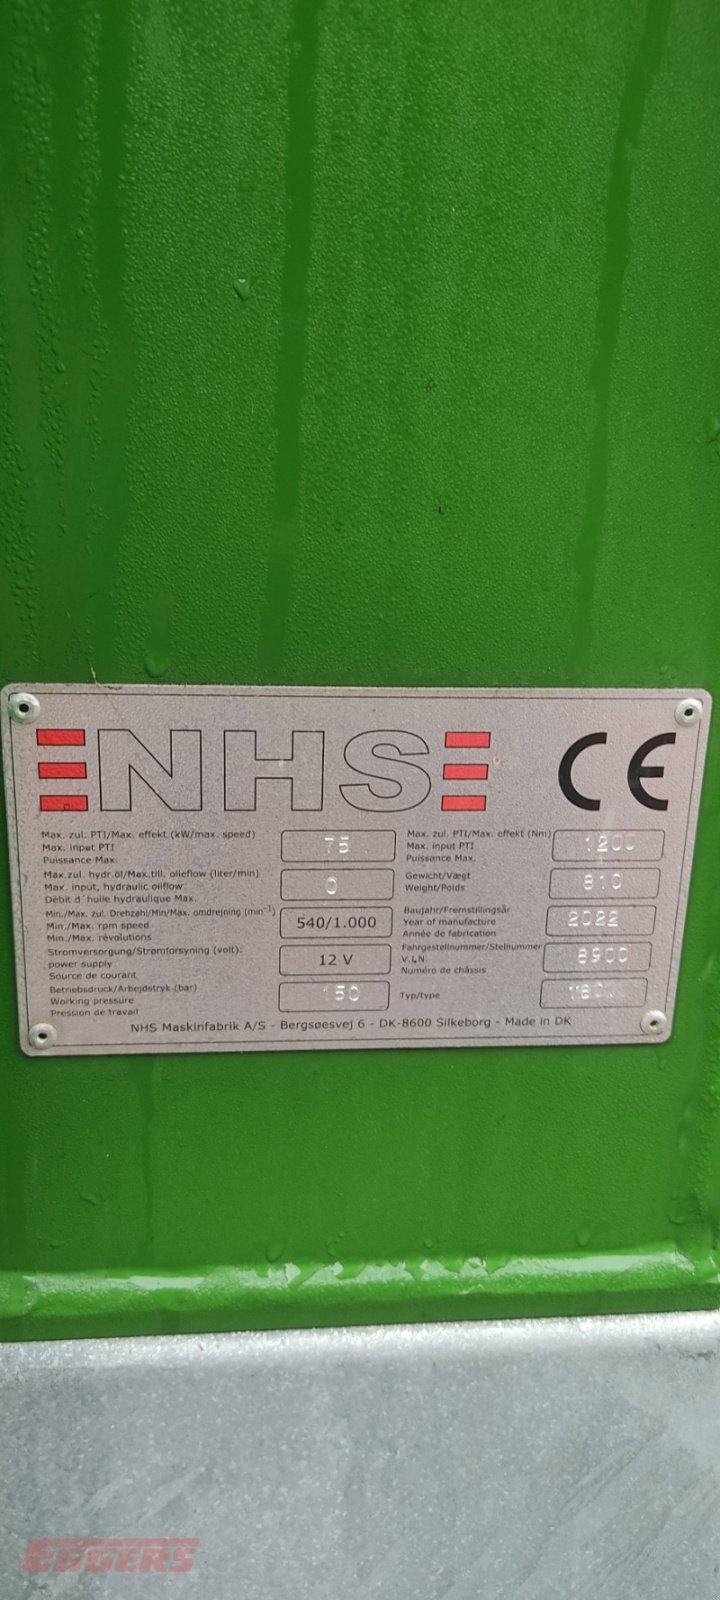 NHS CE
Max. zul. PTI/Max. effekt (kW/max. speed)
Max. input PTI
Puissance Max.
75
Max. zul. PTI/Max. effekt (Nm)
Max. input PTI
Puissance Max.
1200
Max.zul. hydr.öl/Max.till. olieflow (liter/min)
Max. input, hydraulic oilflow
Débit d´huile hydraulique Max.
0
Gewicht/Vægt
Weight/Poids
810
Min./Max. zul. Drehzahl/Min/Max. omdrejning (min⁻¹)
Min./Max. rpm speed
Min./Max. révolutions
540/1.000
Baujahr/Fremstillingsår
Year of manufacture
Année de fabrication
2022
Stromversorgung/Strømforsyning (volt).
power supply
Source de courant
12 V
Fahrgestellnummer/Stelnummer
V.I.N.
Numéro de châssis
8900
Betriebsdruck/Arbejdstryk (bar)
Working pressure
Pression de travail
150
Typ/type
NHS Maskinfabrik A/S - Bergsøesvej 6 - DK-8600 Silkeborg - Made in DK
EGGERS